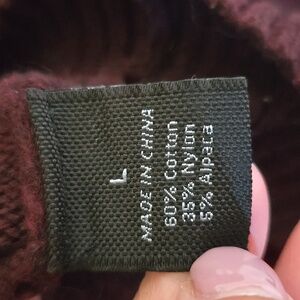 L
MADE IN CHINA
60% Cotton
35% Nylon
5% Alpaca